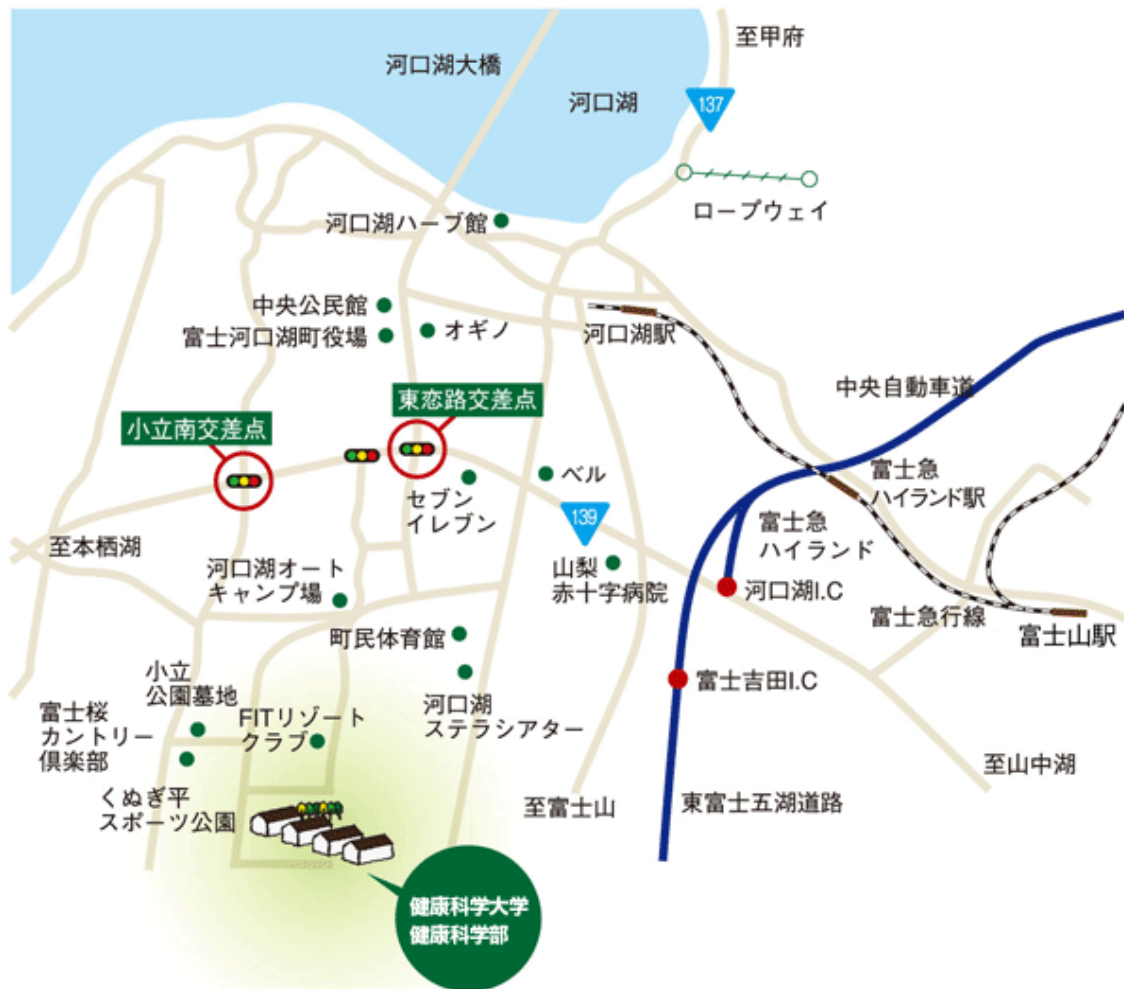 至甲府
河口湖大橋
河口湖
137
ロープウェイ
河口湖ハーブ館
中央公民館
富士河口湖町役場
オギノ
河口湖駅
中央自動車道
東恋路交差点
小立南交差点
セブン
イレブン
ベル
富士急
ハイランド駅
139
富士急
ハイランド
至本栖湖
河口湖オート
キャンプ場
山梨
赤十字病院
河口湖I.C
富士急行線
富士山駅
町民体育館
小立
公園墓地
富士吉田I.C
河口湖
ステラシアター
富士桜
カントリー
倶楽部
FITリゾート
クラブ
至山中湖
くぬぎ平
スポーツ公園
至富士山
東富士五湖道路
健康科学大学
健康科学部